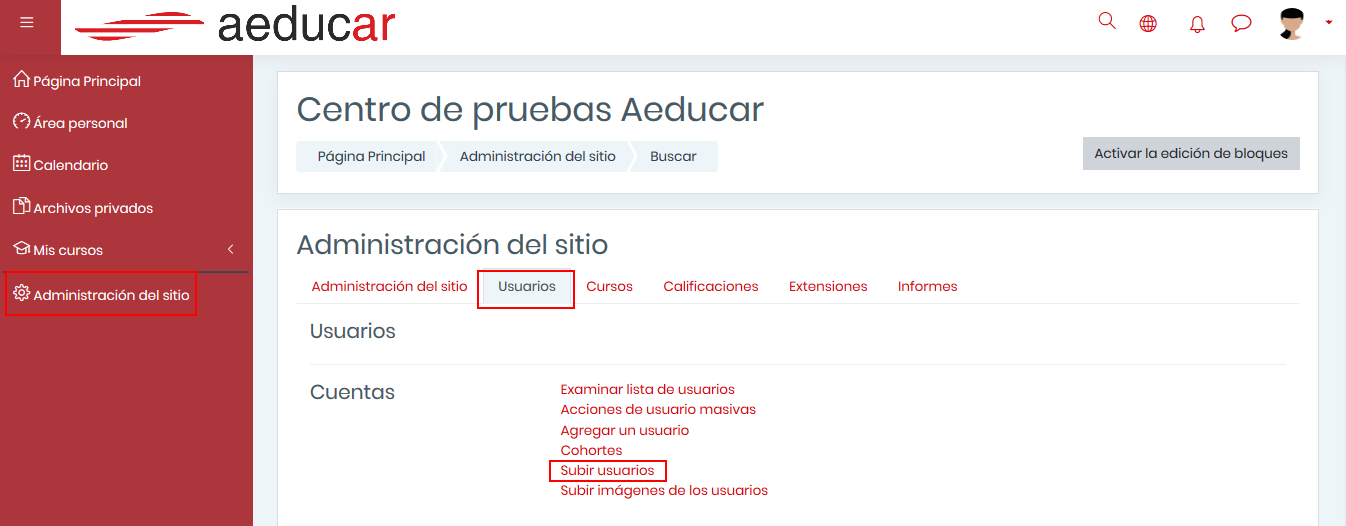 aeducar
Página Principal
Área personal
Calendario
Archivos privados
Mis cursos
Administración del sitio
Centro de pruebas Aeducar
Página Principal Administración del sitio Buscar
Activar la edición de bloques
Administración del sitio
Administración del sitio Usuarios Cursos Calificaciones Extensiones Informes
Usuarios
Cuentas
Examinar lista de usuarios
Acciones de usuario masivas
Agregar un usuario
Cohortes
Subir usuarios
Subir imágenes de los usuarios